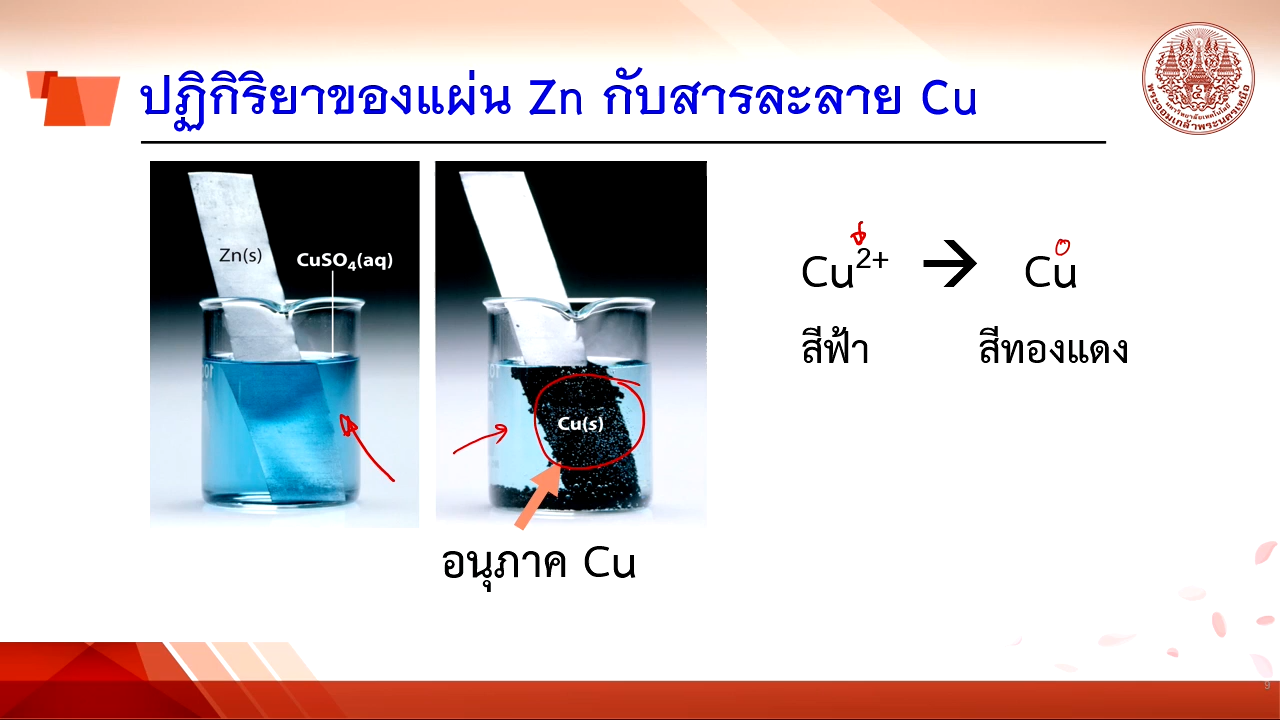 ปฏิกิริยาของแผ่น Zn กับสารละลาย Cu
Zn(s)
CuSO₄(aq)
Cu(s)
อนุภาค Cu
Cu²⁺ → Cu
สีฟ้า สีทองแดง
9